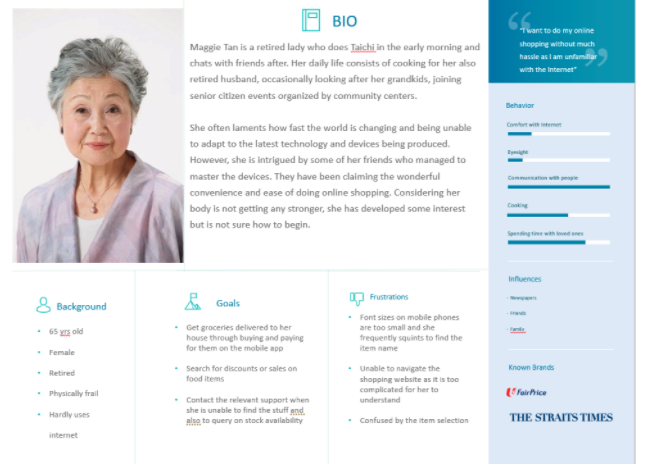 BIO
Maggie Tan is a retired lady who does Taichi in the early morning and
chats with friends after. Her daily life consists of cooking for her also
retired husband, occasionally looking after her grandkids, joining
senior citizen events organized by community centers.
She often laments how fast the world is changing and being unable
to adapt to the latest technology and devices being produced.
However, she is intrigued by some of her friends who managed to
master the devices. They have been claiming the wonderful
convenience and ease of doing online shopping. Considering her
body is not getting any stronger, she has developed some interest
but is not sure how to begin.
"I want to do my online
shopping without much
hassle as I am unfamiliar
with the Internet"
Behavior
Comfort with internet
Eyesight
Communication with people
Cooking
Spending time with loved ones
Influences
- Newspapers
- Friends
- Family
Known Brands
FairPrice
THE STRAITS TIMES
Background
• 65 yrs old
• Female
• Retired
• Physically frail
• Hardly uses
internet
Goals
• Get groceries delivered to her
house through buying and paying
for them on the mobile app
• Search for discounts or sales on
food items
• Contact the relevant support when
she is unable to find the stuff and
also to query on stock availability
Frustrations
• Font sizes on mobile phones
are too small and she
frequently squints to find the
item name
• Unable to navigate the
shopping website as it is too
complicated for her to
understand
• Confused by the item selection